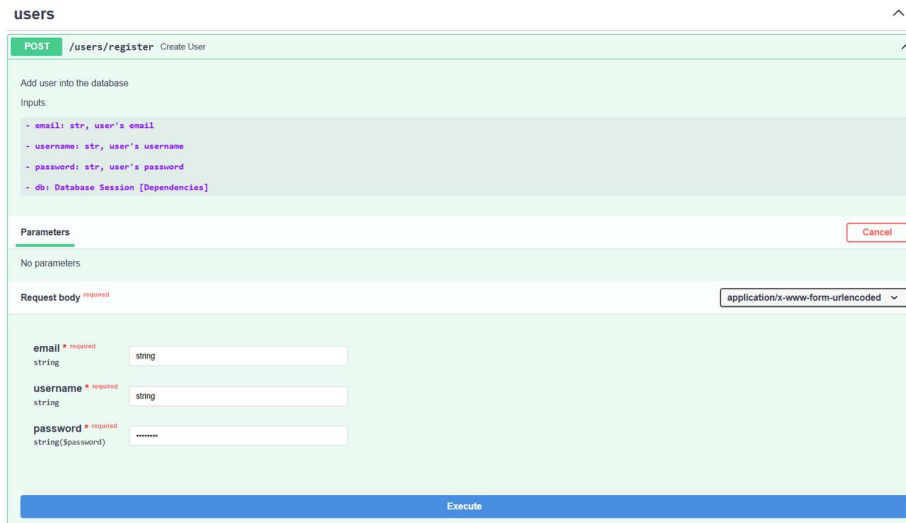 users
POST /users/register Create User
Add user into the database
Inputs:
- email: str, user's email
- username: str, user's username
- password: str, user's password
- db: Database Session [Dependencies]
Parameters Cancel
No parameters
Request body required application/x-www-form-urlencoded
email * required
string string
username * required
string string
password * required
string($password) ••••••••
Execute